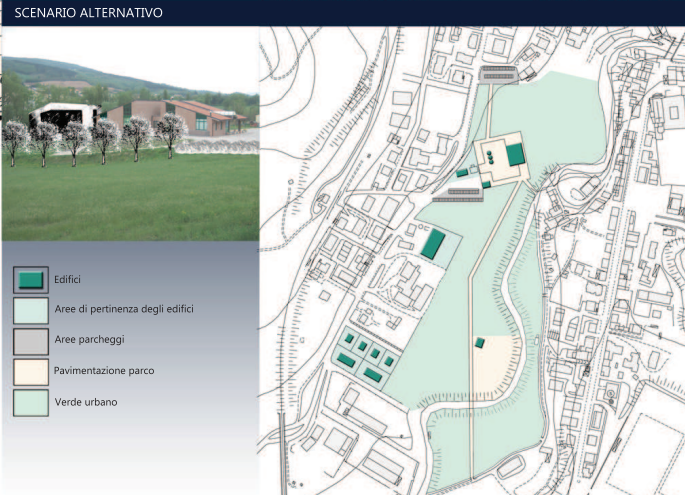 SCENARIO ALTERNATIVO
Edifici
Aree di pertinenza degli edifici
Aree parcheggi
Pavimentazione parco
Verde urbano